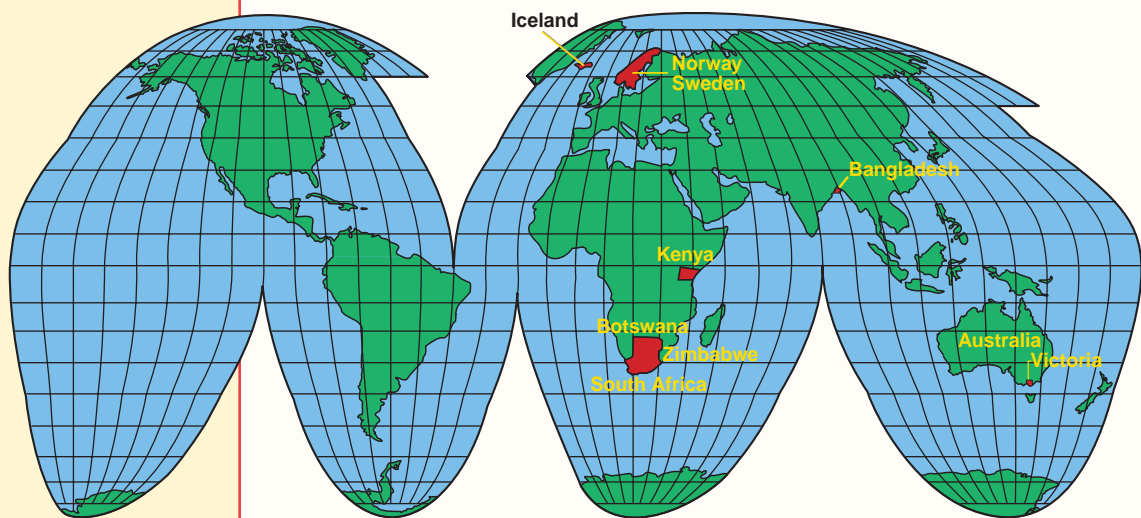 Iceland
Norway
Sweden
Bangladesh
Kenya
Botswana
Zimbabwe
South Africa
Australia
Victoria